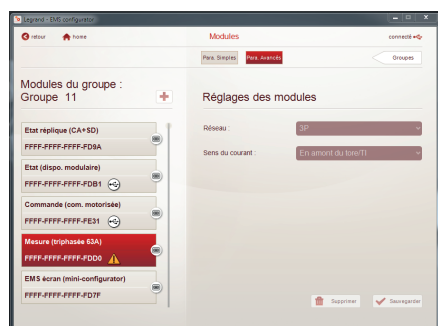 Legrand - EMS configurator
retour
home
Modules
connecté
Para. Simples
Para. Avancés
Groupes
Modules du groupe :
Groupe 11
Réglages des modules
Etat réplique (CA+SD)
FFFF-FFFF-FFFF-FD9A
Etat (dispo. modulaire)
FFFF-FFFF-FFFF-FDB1
Commande (com. motorisée)
FFFF-FFFF-FFFF-FE31
Mesure (triphasée 63A)
FFFF-FFFF-FFFF-FDD0
EMS écran (mini-configurator)
FFFF-FFFF-FFFF-FD7F
Réseau :
3P
Sens du courant :
En amont du tore/TI
Supprimer
Sauvegarder